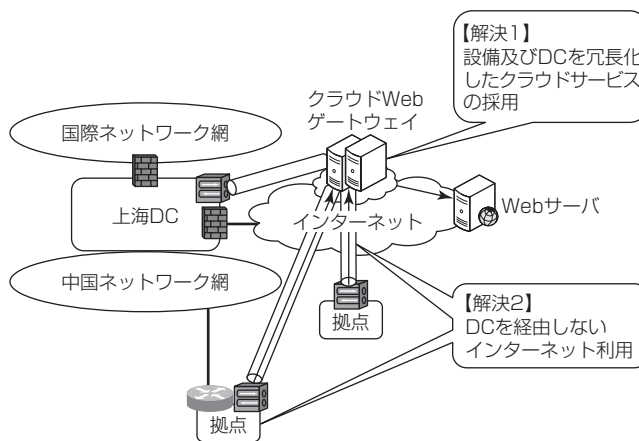 【解決1】
設備及びDCを冗長化
したクラウドサービス
の採用
クラウドWeb
ゲートウェイ
国際ネットワーク網
上海DC
インターネット
Webサーバ
中国ネットワーク網
拠点
【解決2】
DCを経由しない
インターネット利用
拠点